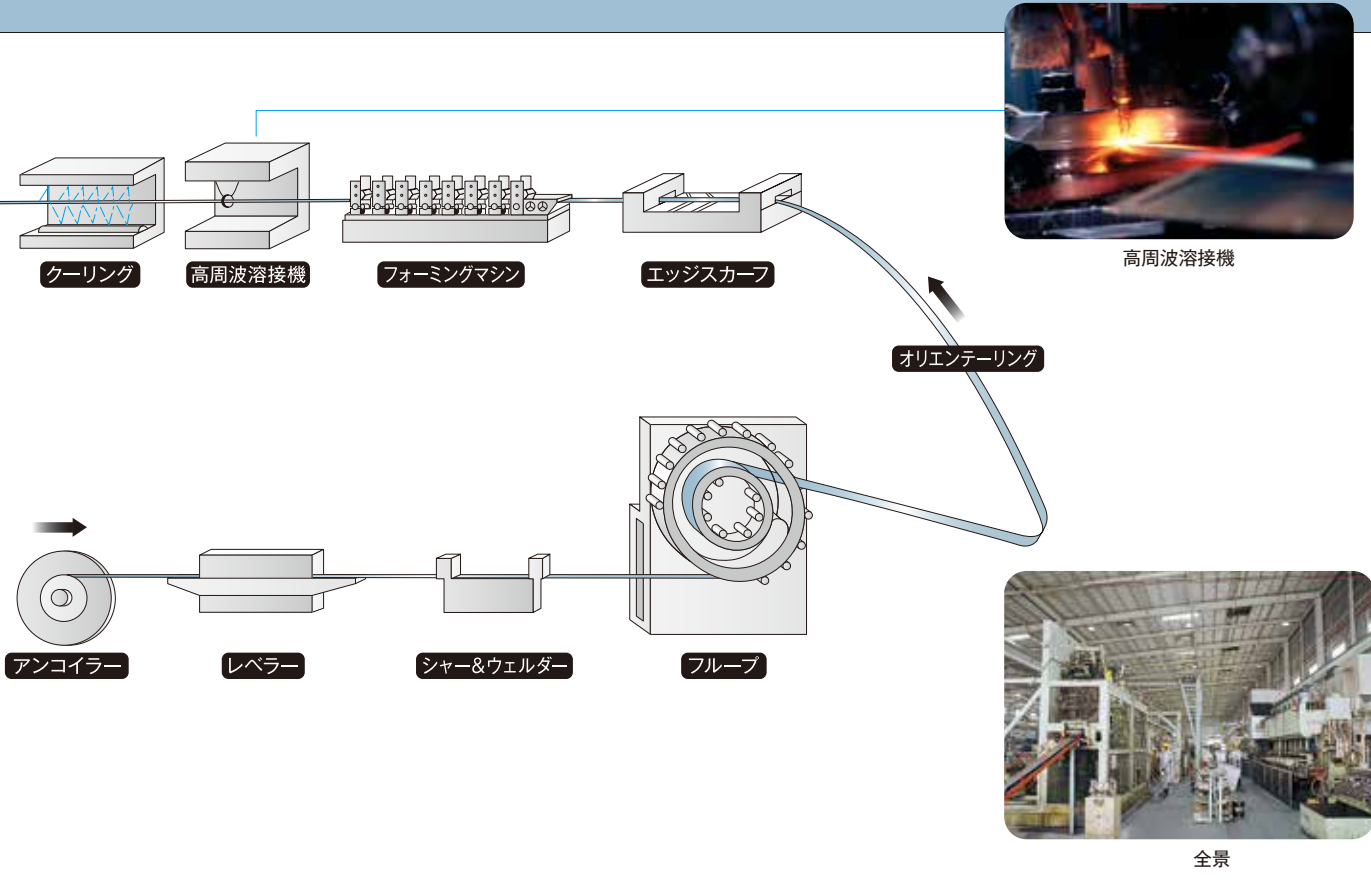 クーリング
高周波溶接機
フォーミングマシン
エッジスカーフ
高周波溶接機
オリエンテーリング
アンコイラー
レベラー
シャー&ウェルダー
フループ
全景